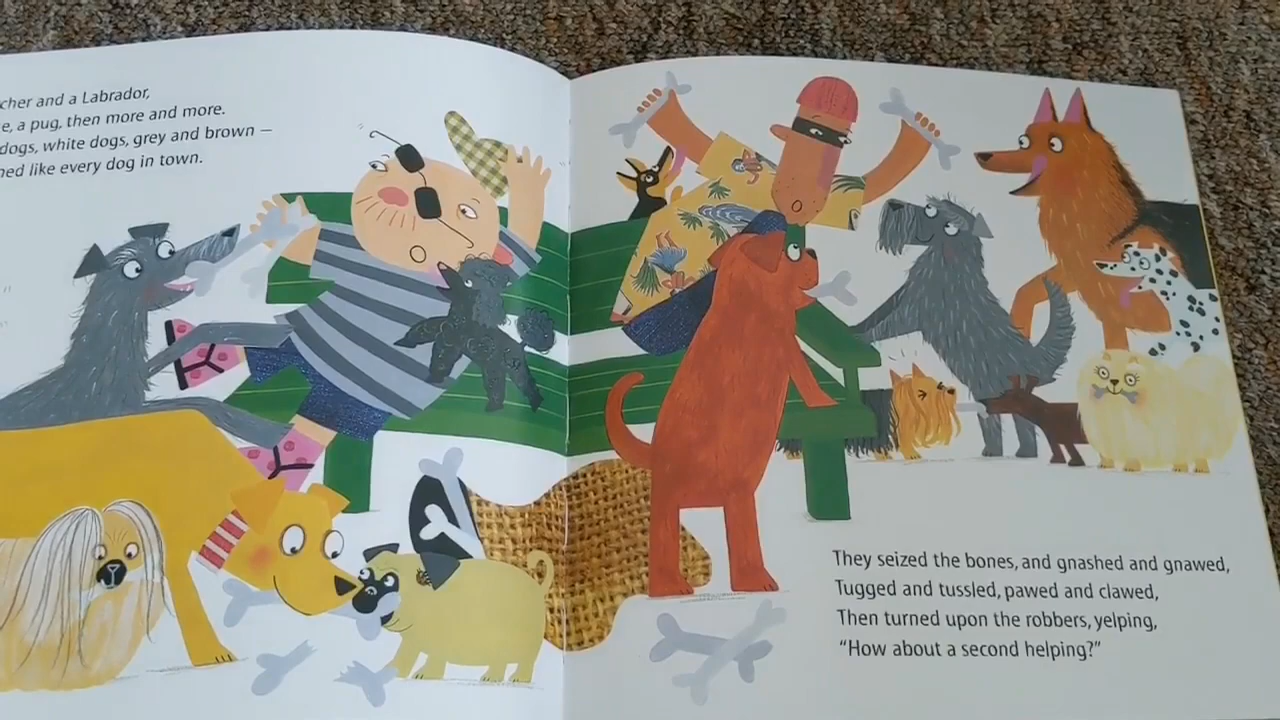 cher and a Labrador,
e, a pug, then more and more.
dogs, white dogs, grey and brown –
ned like every dog in town.
They seized the bones, and gnashed and gnawed,
Tugged and tussled, pawed and clawed,
Then turned upon the robbers, yelping,
“How about a second helping?”